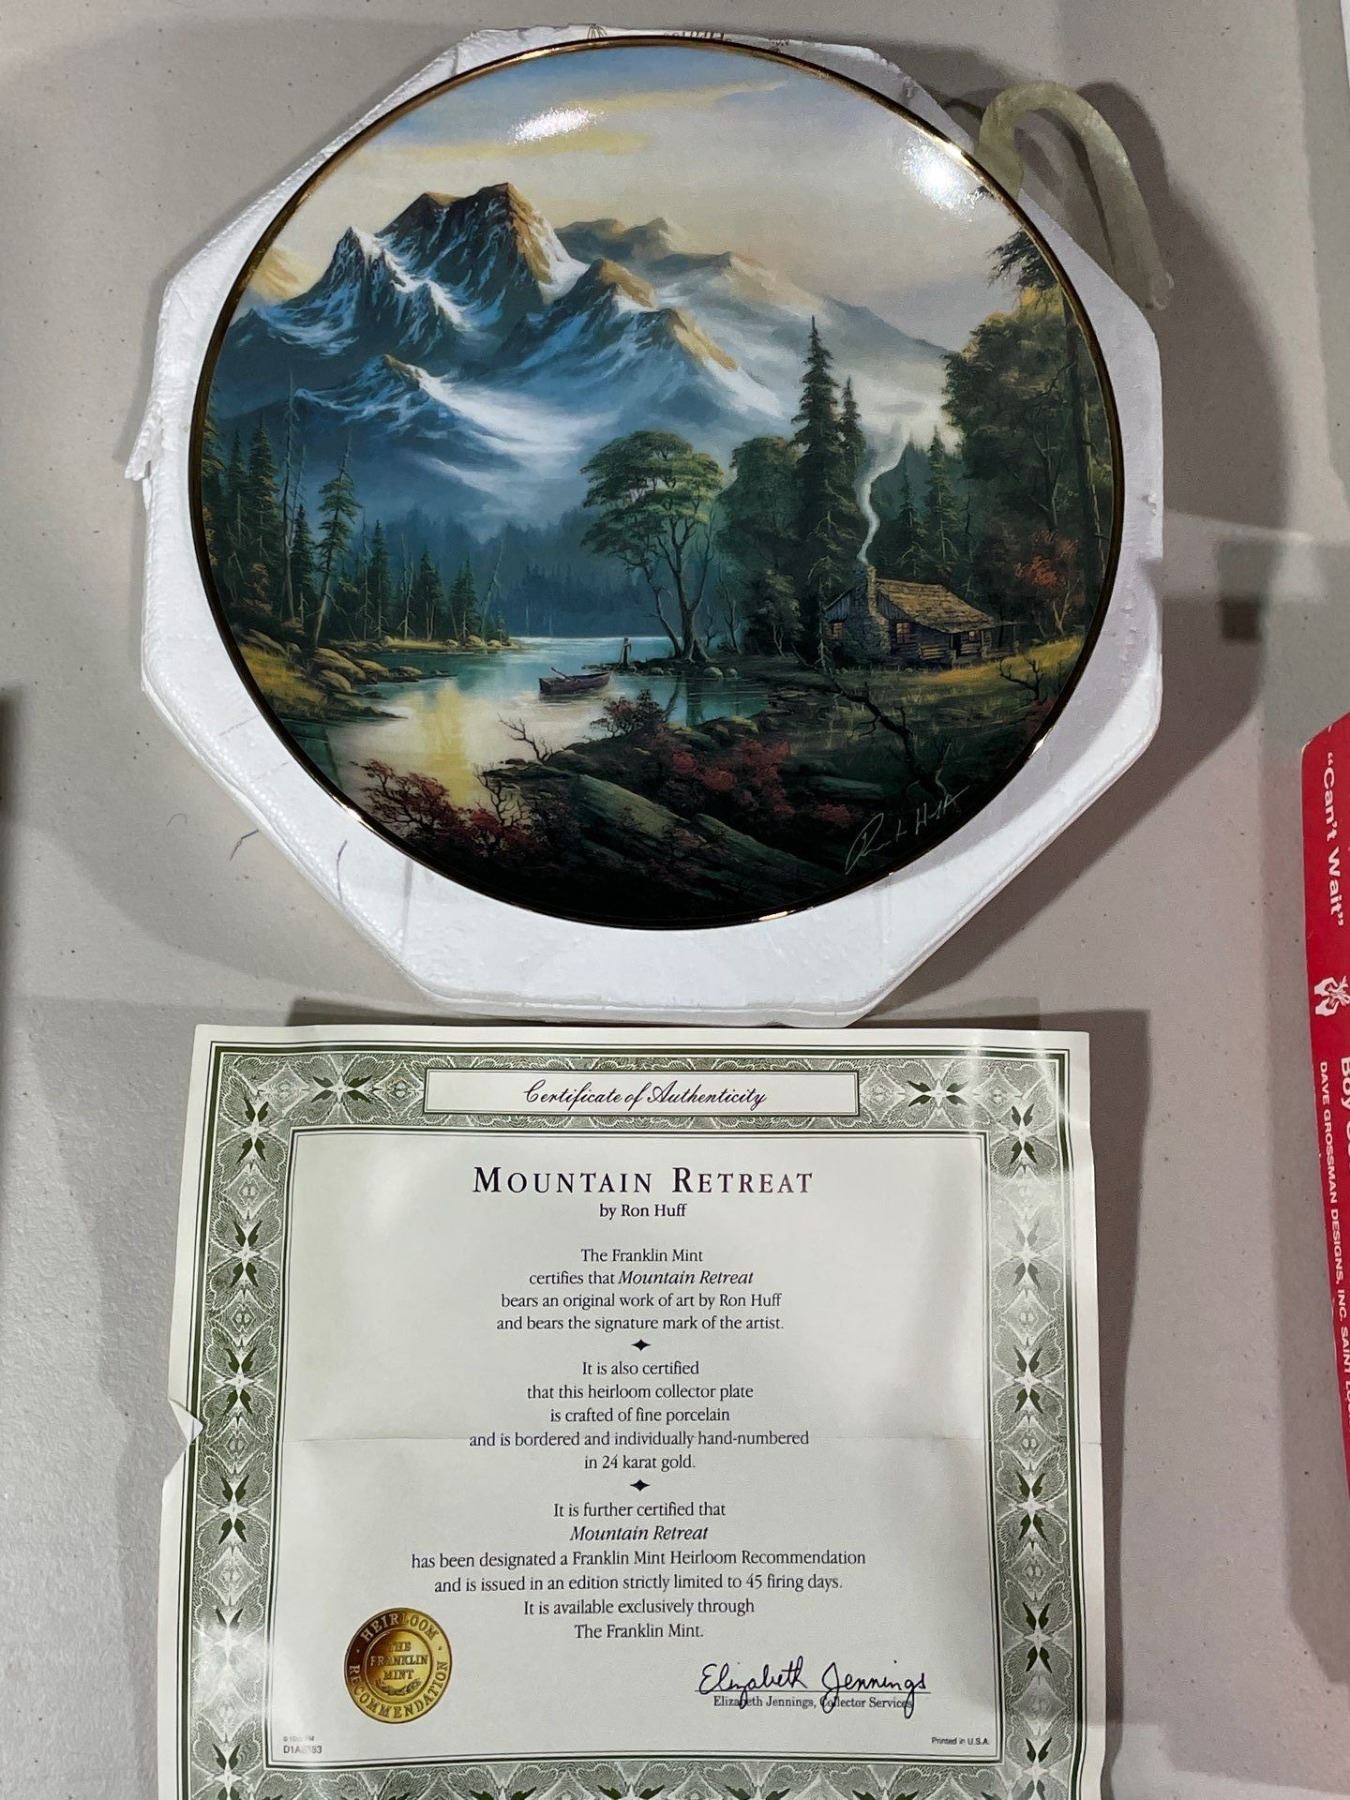 Certificate of Authenticity
MOUNTAIN RETREAT
by Ron Huff
The Franklin Mint
certifies that Mountain Retreat
bears an original work of art by Ron Huff
and bears the signature mark of the artist.
It is also certified
that this heirloom collector plate
is crafted of fine porcelain
and is bordered and individually hand-numbered
in 24 karat gold.
It is further certified that
Mountain Retreat
has been designated a Franklin Mint Heirloom Recommendation
and is issued in an edition strictly limited to 45 firing days.
It is available exclusively through
The Franklin Mint.
HEIRLOOM RECOMMENDATION
THE
FRANKLIN
MINT
Elizabeth Jennings
Elizabeth Jennings, Collector Services
Printed in U.S.A.
"Can't Wait"
DAVE GROSSMAN DESIGNS, INC. SAINT